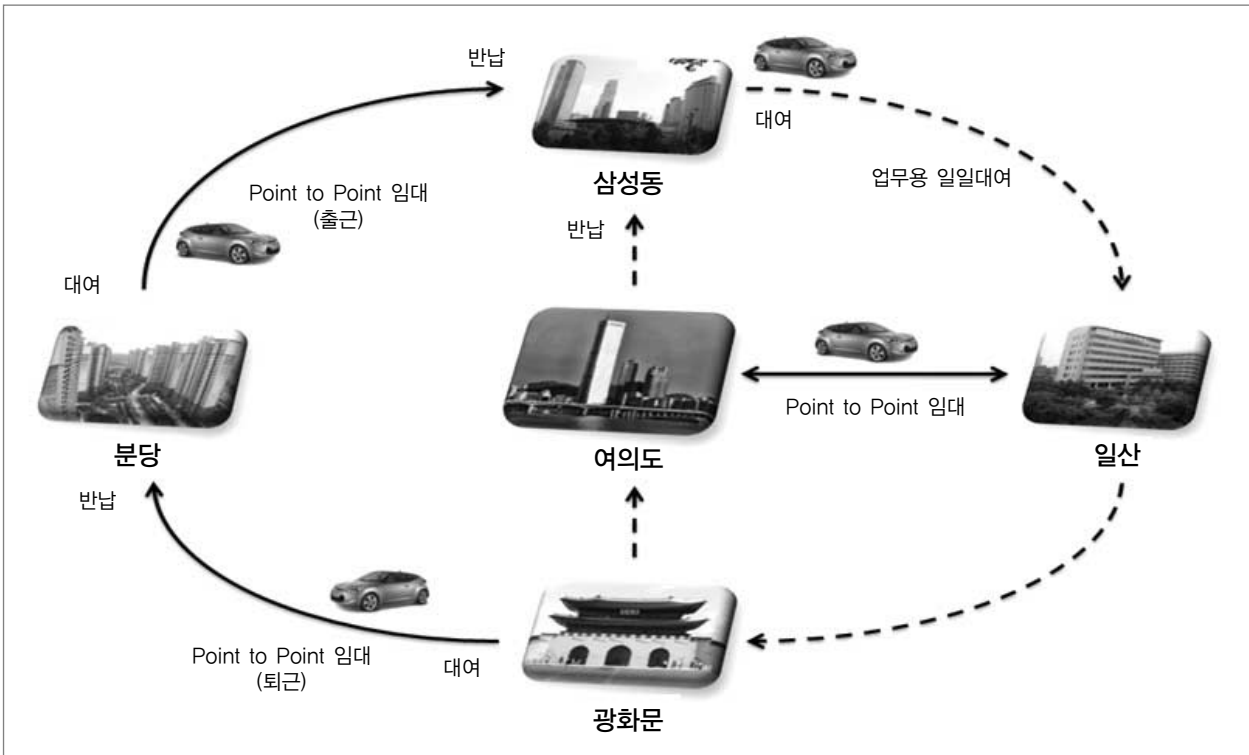 반납
대여
삼성동
Point to Point 임대
(출근)
업무용 일일대여
반납
대여
Point to Point 임대
분당
여의도
일산
반납
Point to Point 임대
(퇴근)
대여
광화문